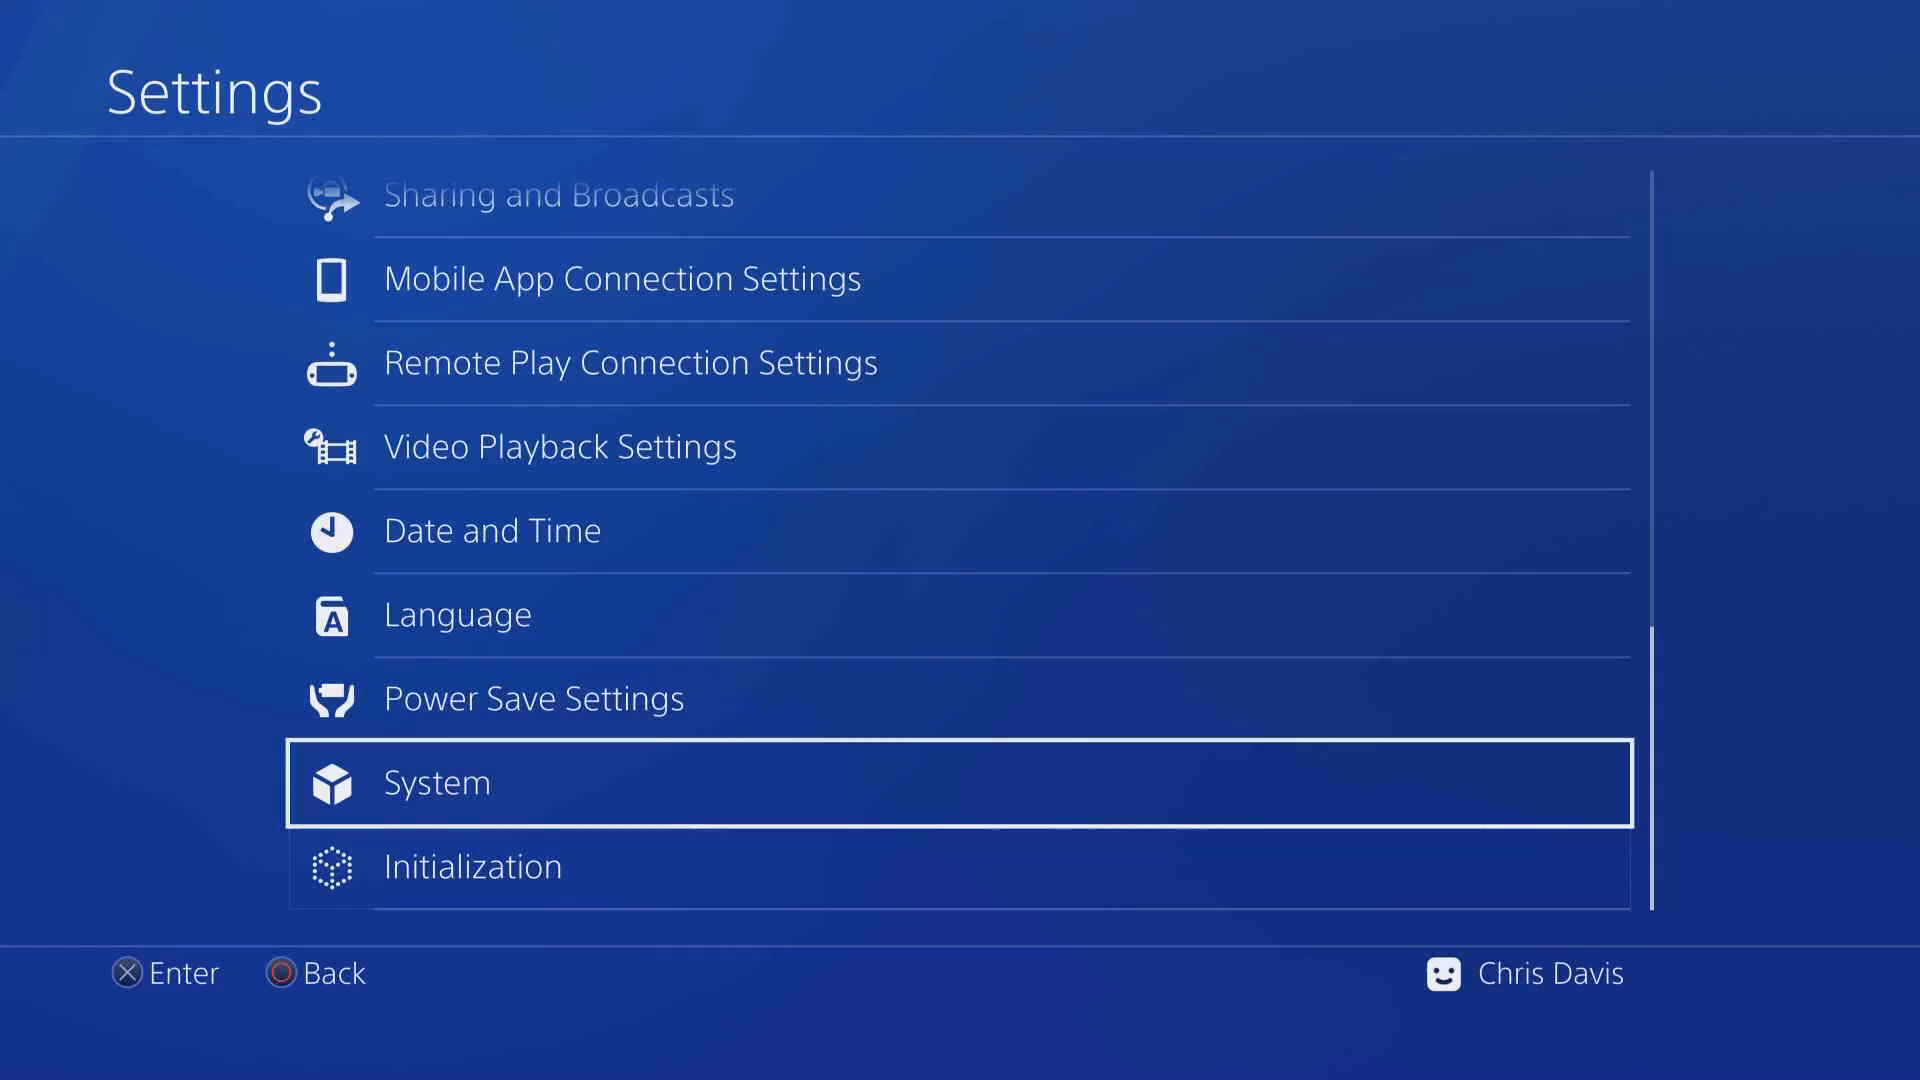 Settings
Sharing and Broadcasts
Mobile App Connection Settings
Remote Play Connection Settings
Video Playback Settings
Date and Time
Language
Power Save Settings
System
Initialization
Enter Back Chris Davis